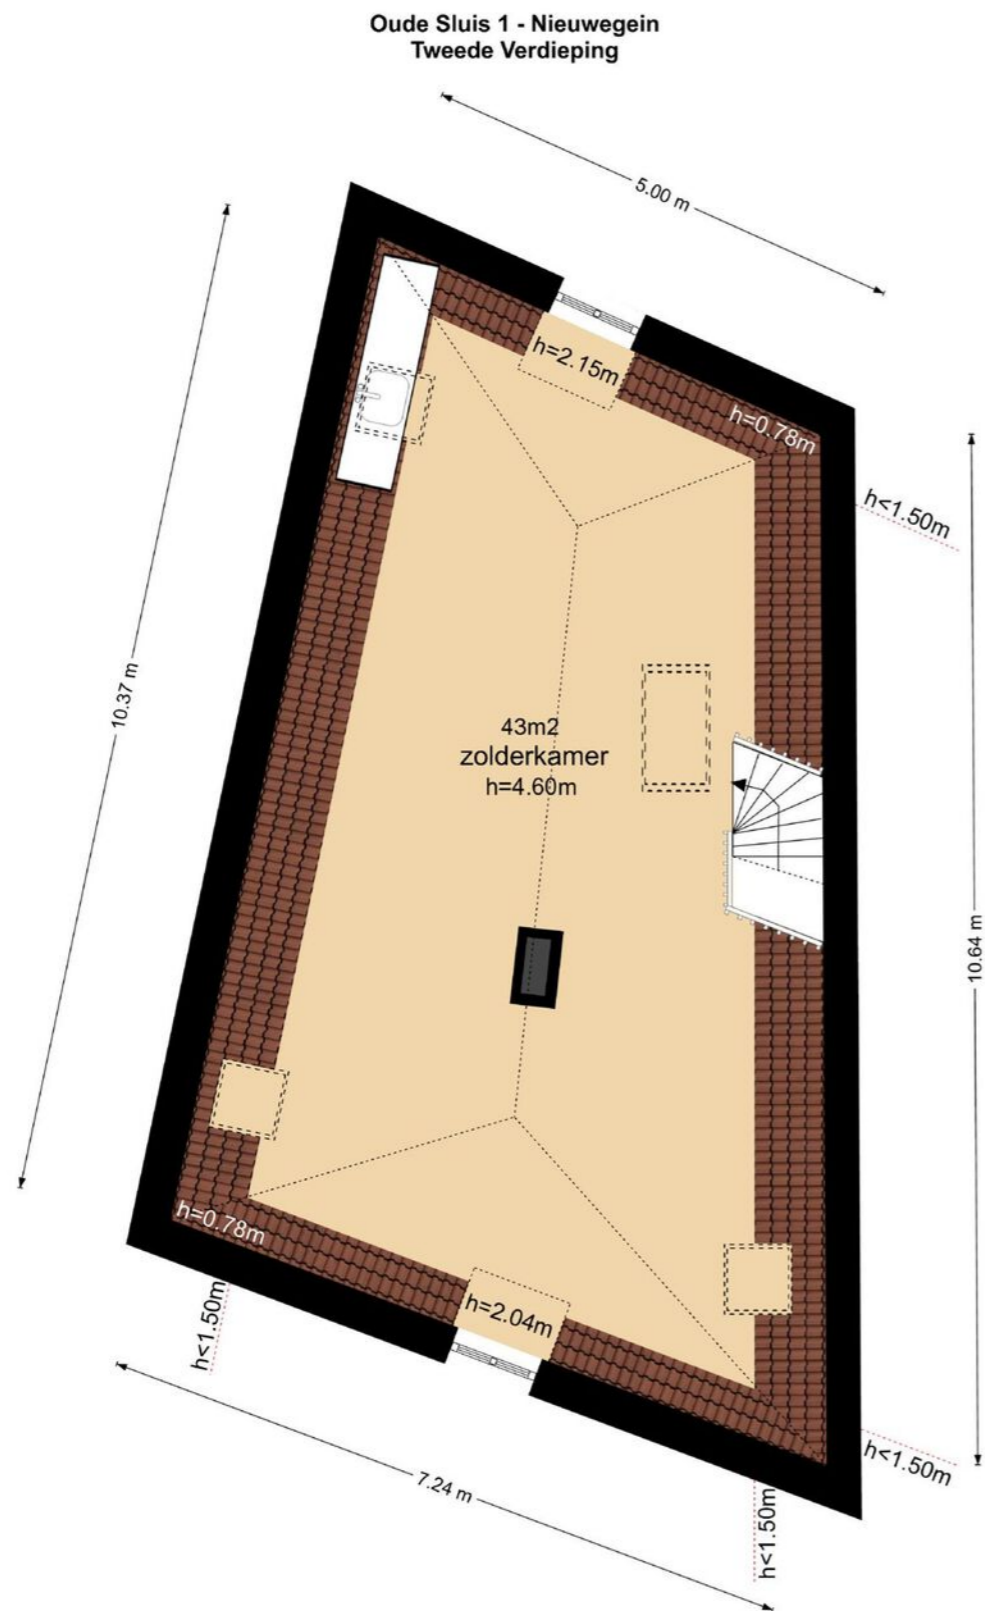 Oude Sluis 1 - Nieuwegein
Tweede Verdieping
5.00 m
h=2.15m
h=0.78m
h<1.50m
10.37 m
43m2
zolderkamer
h=4.60m
10.64 m
h=0.78m
h=2.04m
h<1.50m
h<1.50m
7.24 m
h<1.50m